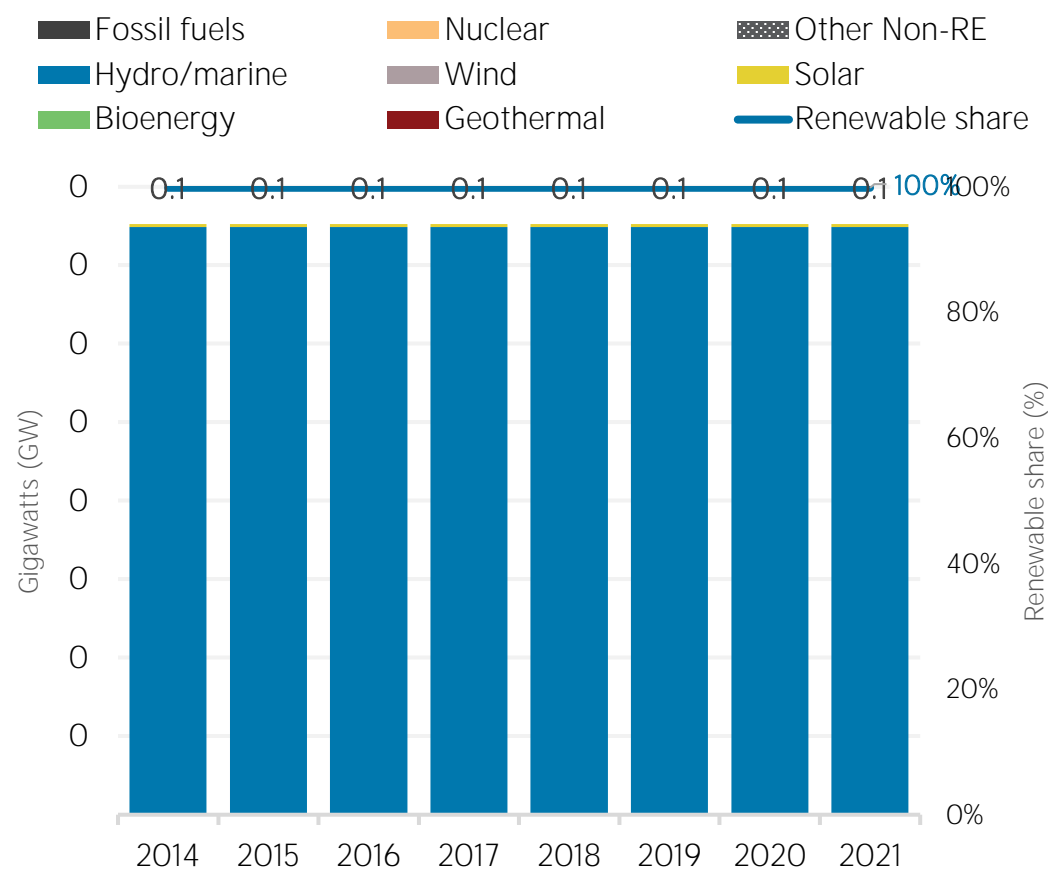 Fossil fuels Nuclear Other Non-RE
Hydro/marine Wind Solar
Bioenergy Geothermal Renewable share
0 0.1 0.1 0.1 0.1 0.1 0.1 0.1 0.1 100% 100%
0
80%
0
0
60%
0
40%
0
0
20%
0
0%
Gigawatts (GW)
Renewable share (%)
2014 2015 2016 2017 2018 2019 2020 2021